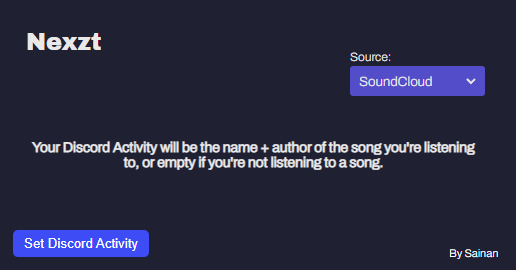 Nexzt
Source:
SoundCloud
Your Discord Activity will be the name + author of the song you're listening
to, or empty if you're not listening to a song.
Set Discord Activity
By Sainan